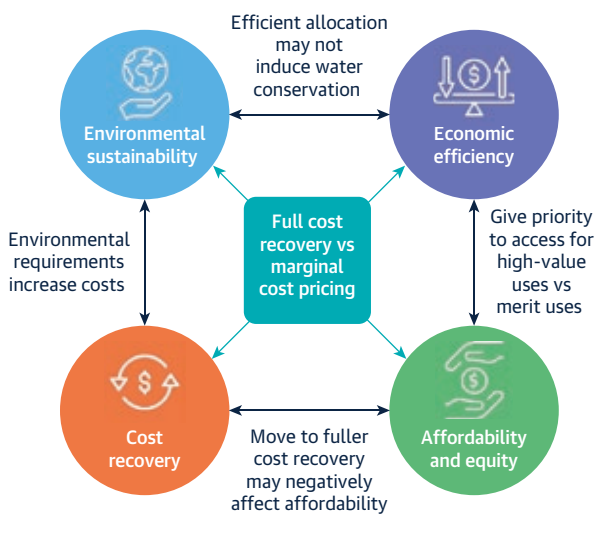 Efficient allocation
may not
induce water
conservation
Environmental
sustainability
Economic
efficiency
Full cost
recovery vs
marginal
cost pricing
Environmental
requirements
increase costs
Give priority
to access for
high-value
uses vs
merit uses
$
$
$
Cost
recovery
Move to fuller
cost recovery
may negatively
affect affordability
Affordability
and equity